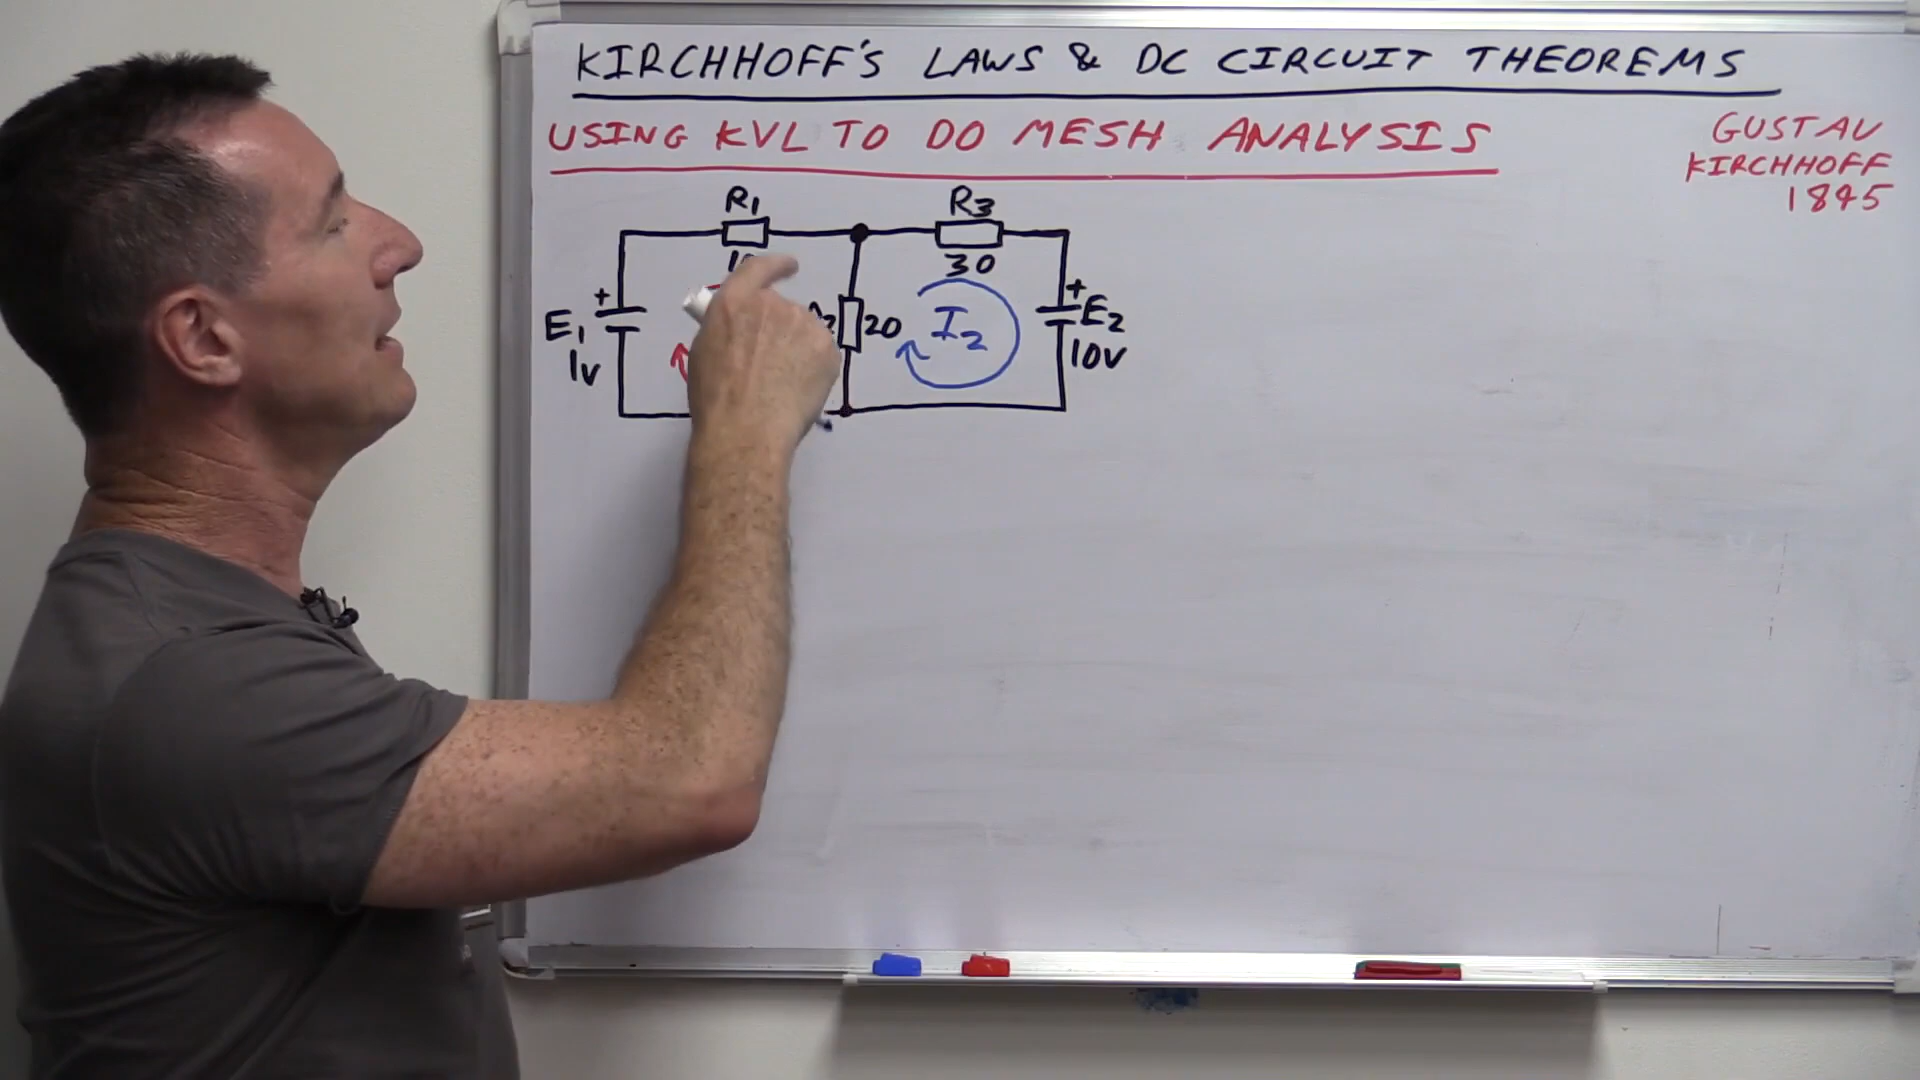 KIRCHHOFF'S LAWS & DC CIRCUIT THEOREMS
USING KVL TO DO MESH ANALYSIS
GUSTAV
KIRCHHOFF
1845
R1
R3
30
+
E1
1V
20
I2
+
E2
10V